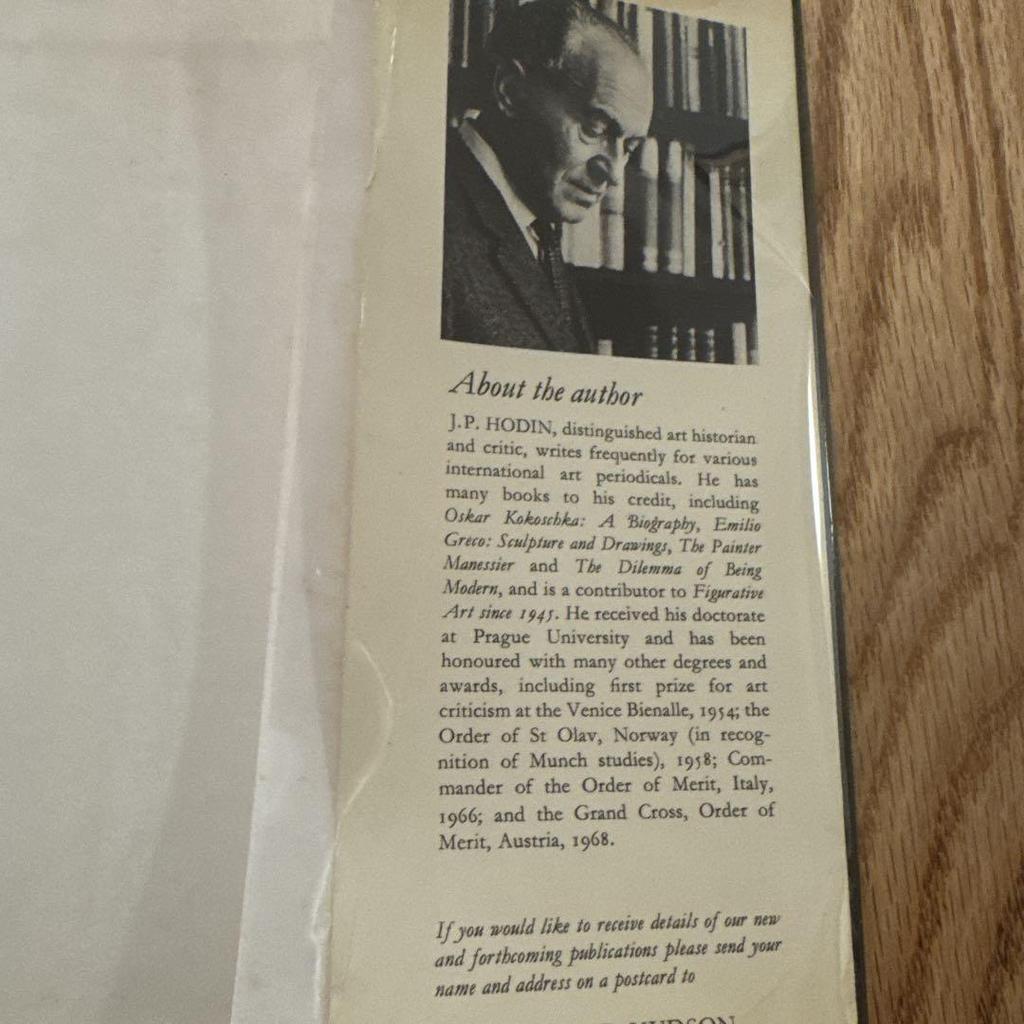 About the author
J.P. HODIN, distinguished art historian
and critic, writes frequently for various
international art periodicals. He has
many books to his credit, including
Oskar Kokoschka: A Biography, Emilio
Greco: Sculpture and Drawings, The Painter
Manessier and The Dilemma of Being
Modern, and is a contributor to Figurative
Art since 1945. He received his doctorate
at Prague University and has been
honoured with many other degrees and
awards, including first prize for art
criticism at the Venice Bienalle, 1954; the
Order of St Olav, Norway (in recog-
nition of Munch studies), 1958; Com-
mander of the Order of Merit, Italy,
1966; and the Grand Cross, Order of
Merit, Austria, 1968.
If you would like to receive details of our new
and forthcoming publications please send your
name and address on a postcard to
HUDSON